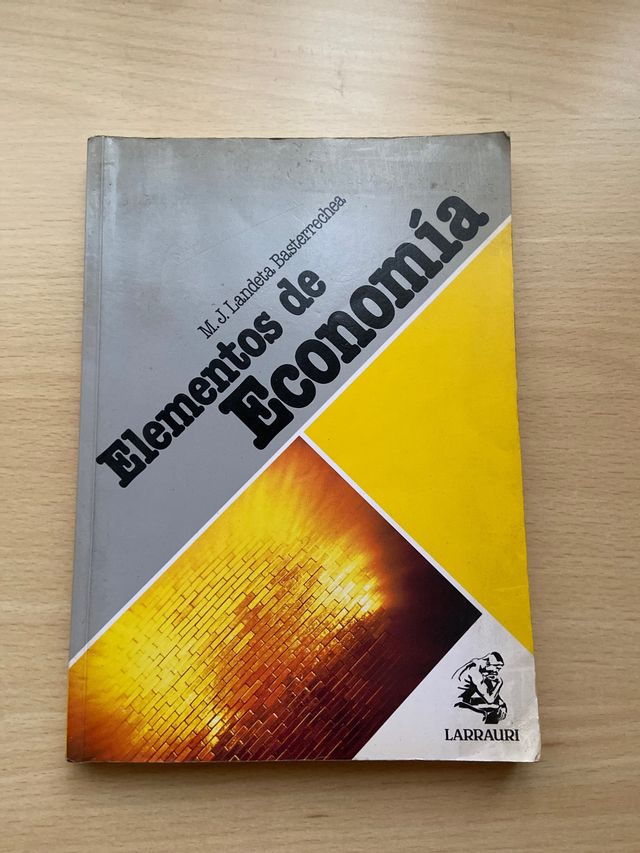 M. J. Landeta Basterrechea
Elementos de
Economía
LARRAURI